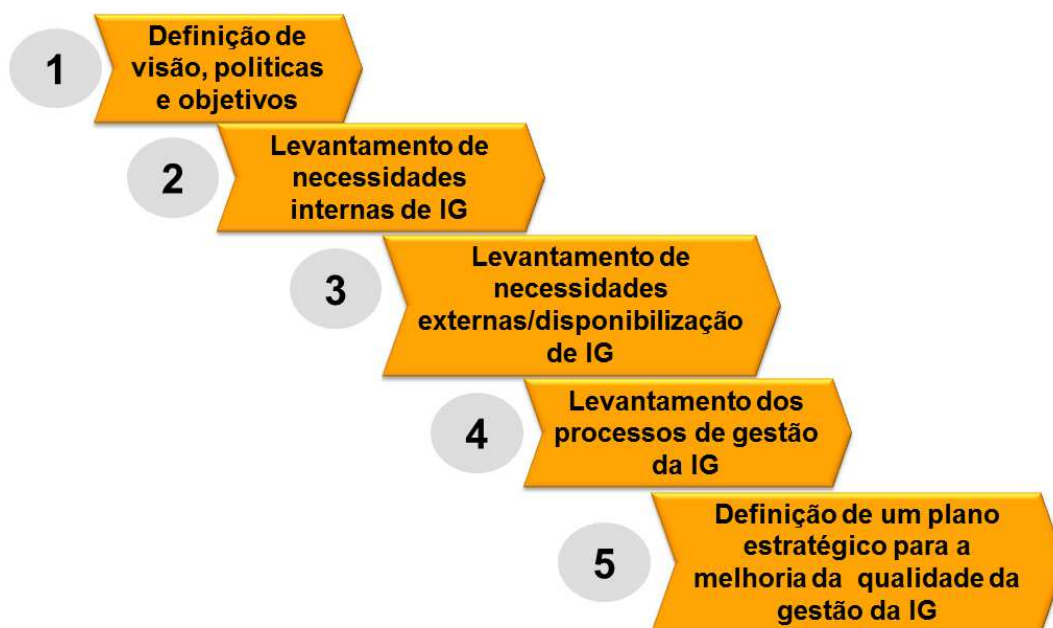 1
Definição de
visão, politicas
e objetivos
2
Levantamento de
necessidades
internas de IG
3
Levantamento de
necessidades
externas/disponibilização
de IG
4
Levantamento dos
processos de gestão
da IG
5
Definição de um plano
estratégico para a
melhoria da qualidade da
gestão da IG